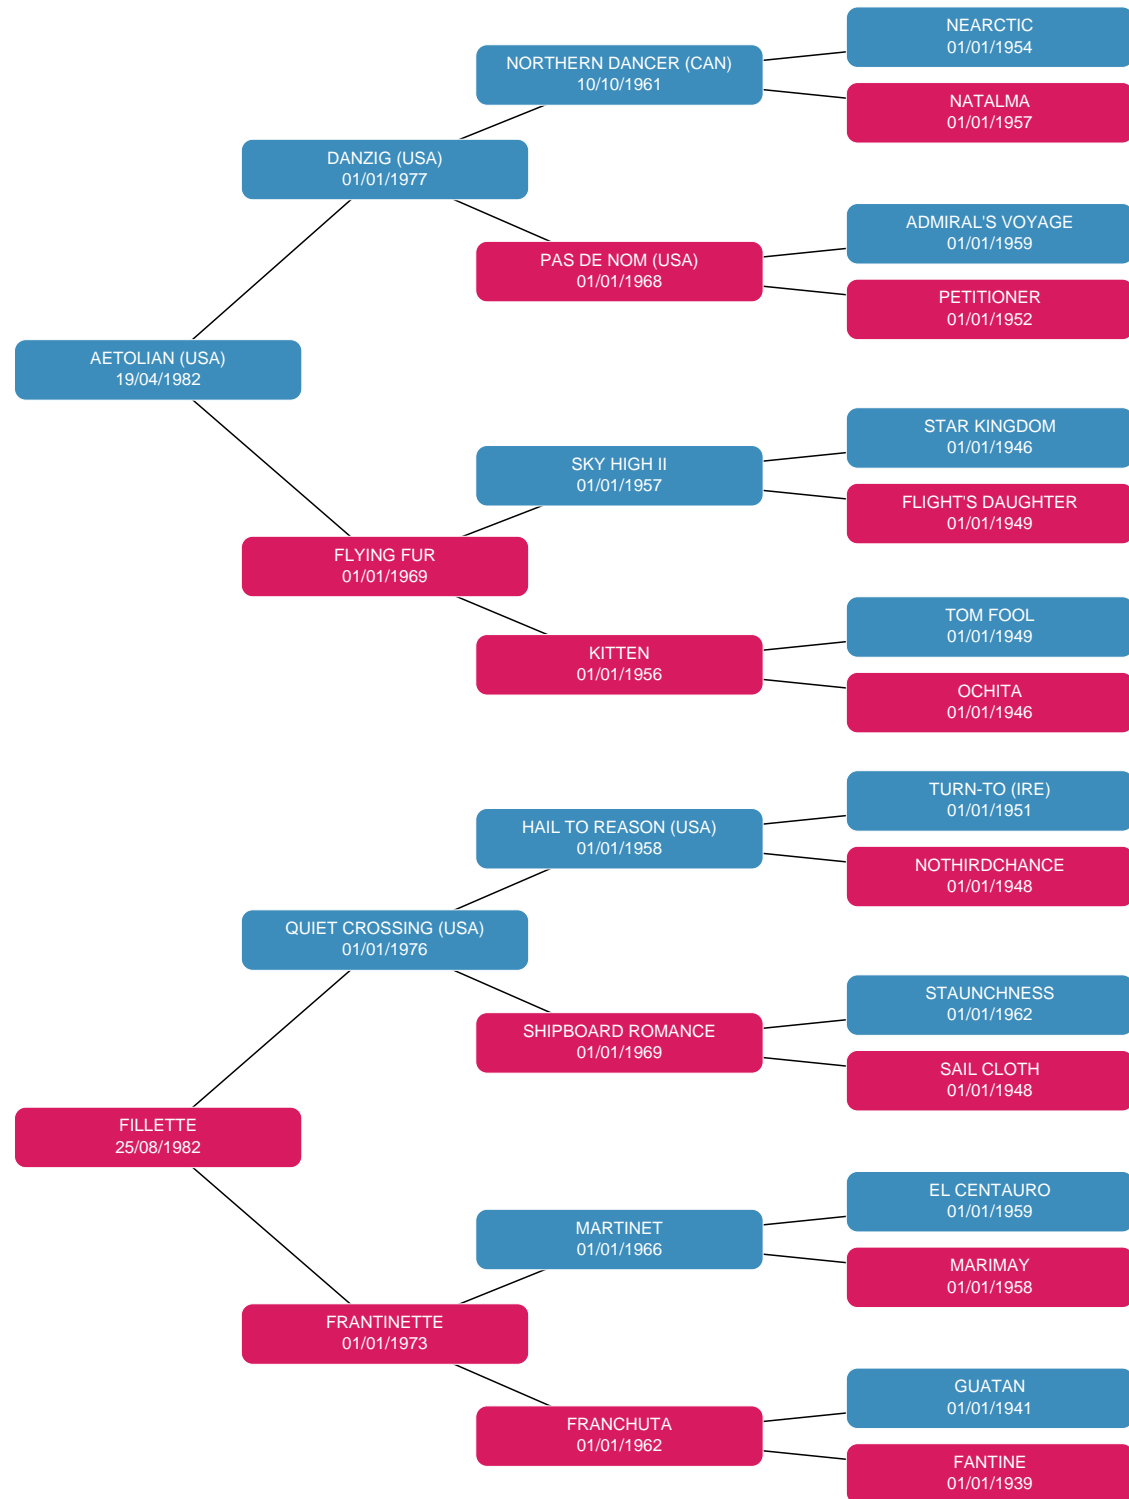 NEARCTIC
01/01/1954
NORTHERN DANCER (CAN)
10/10/1961
NATALMA
01/01/1957
DANZIG (USA)
01/01/1977
ADMIRAL'S VOYAGE
01/01/1959
PAS DE NOM (USA)
01/01/1968
PETITIONER
01/01/1952
AETOLIAN (USA)
19/04/1982
STAR KINGDOM
01/01/1946
SKY HIGH II
01/01/1957
FLIGHT'S DAUGHTER
01/01/1949
FLYING FUR
01/01/1969
TOM FOOL
01/01/1949
KITTEN
01/01/1956
OCHITA
01/01/1946
TURN-TO (IRE)
01/01/1951
HAIL TO REASON (USA)
01/01/1958
NOTHIRDCHANCE
01/01/1948
QUIET CROSSING (USA)
01/01/1976
STAUNCHNESS
01/01/1962
SHIPBOARD ROMANCE
01/01/1969
SAIL CLOTH
01/01/1948
FILLETTE
25/08/1982
EL CENTAURO
01/01/1959
MARTINET
01/01/1966
MARIMAY
01/01/1958
FRANTINETTE
01/01/1973
GUATAN
01/01/1941
FRANCHUTA
01/01/1962
FANTINE
01/01/1939